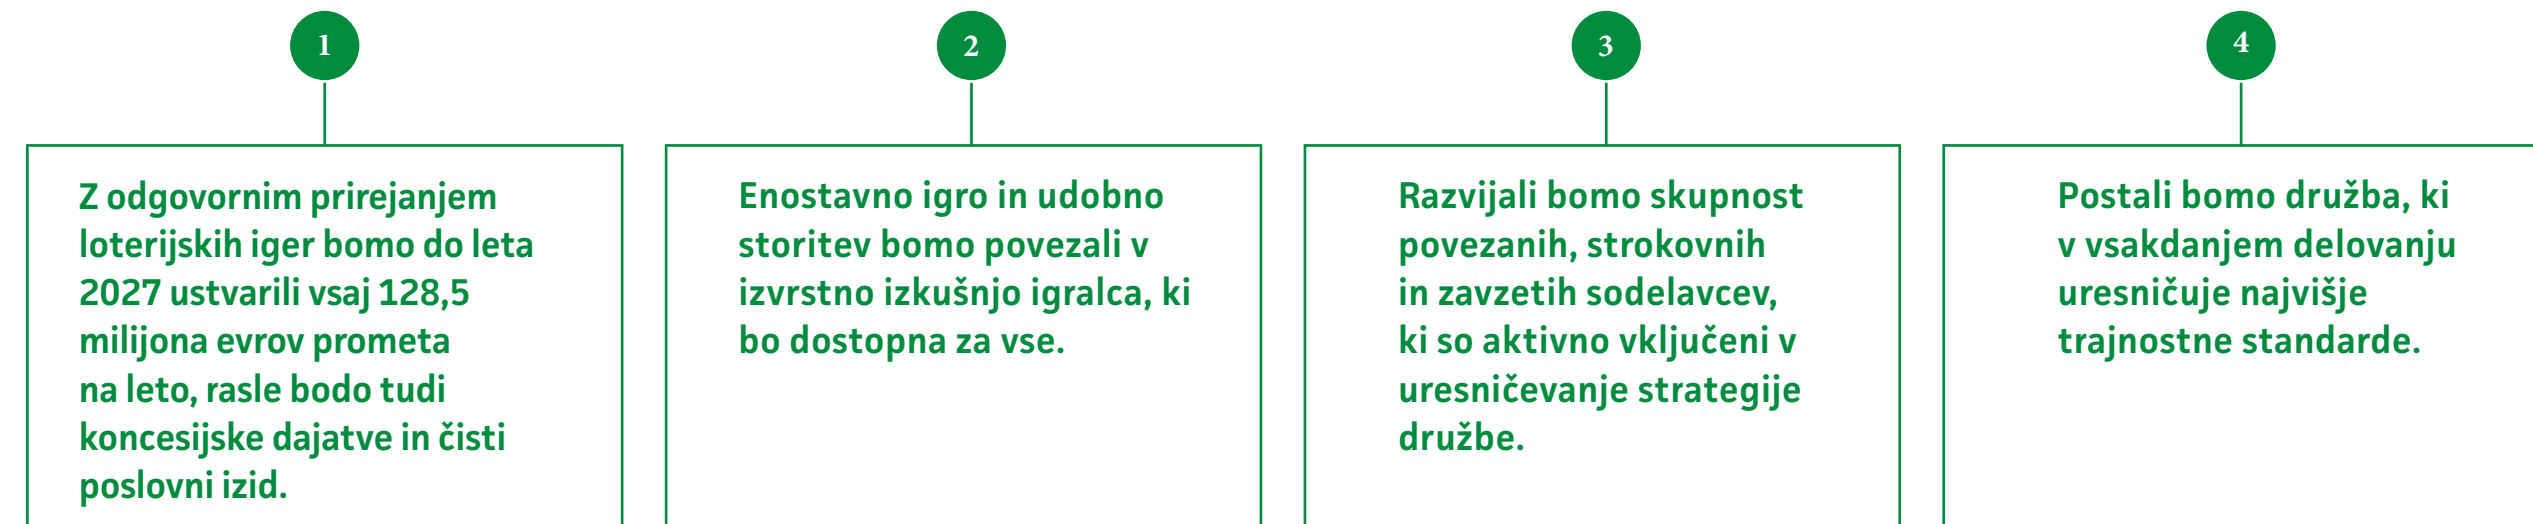 1
Z odgovornim prirejanjem
loterijskih iger bomo do leta
2027 ustvarili vsaj 128,5
milijona evrov prometa
na leto, rasle bodo tudi
koncesijske dajatve in čisti
poslovni izid.
2
Enostavno igro in udobno
storitev bomo povezali v
izvrstno izkušnjo igralca, ki
bo dostopna za vse.
3
Razvijali bomo skupnost
povezanih, strokovnih
in zavzetih sodelavcev,
ki so aktivno vključeni v
uresničevanje strategije
družbe.
4
Postali bomo družba, ki
v vsakdanjem delovanju
uresničuje najvišje
trajnostne standarde.